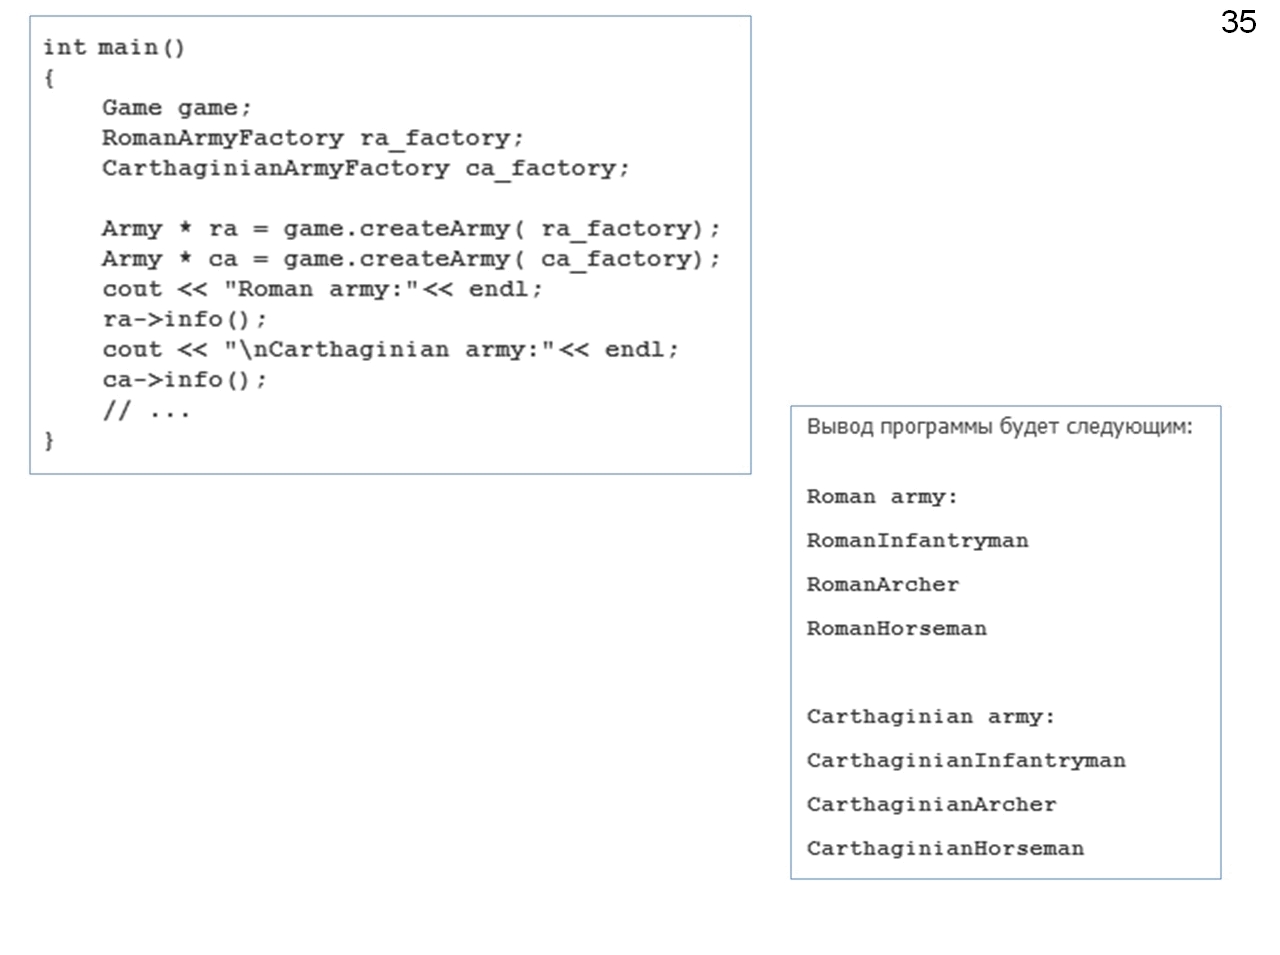 35
int main()
{
    Game game;
    RomanArmyFactory ra_factory;
    CarthaginianArmyFactory ca_factory;

    Army * ra = game.createArmy( ra_factory);
    Army * ca = game.createArmy( ca_factory);
    cout << "Roman army:"<< endl;
    ra->info();
    cout << "\nCarthaginian army:"<< endl;
    ca->info();
    // ...
}
Вывод программы будет следующим:
Roman army:
RomanInfantryman
RomanArcher
RomanHorseman
Carthaginian army:
CarthaginianInfantryman
CarthaginianArcher
CarthaginianHorseman